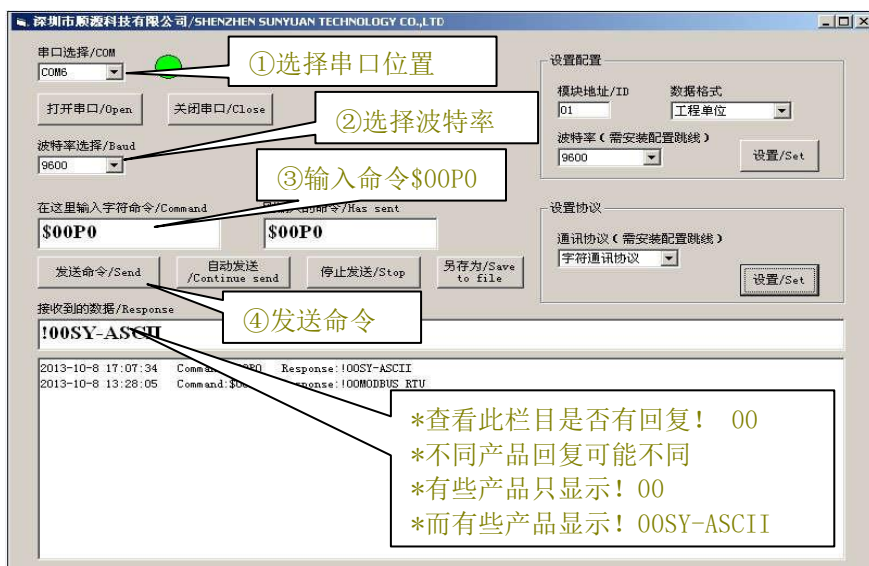 深圳市顺源科技有限公司/SHENZHEN SUNYUAN TECHNOLOGY CO.,LTD
串口选择/COM
COM6
①选择串口位置
打开串口/Open
关闭串口/Close
②选择波特率
波特率选择/Baud
9600
③输入命令$00P0
在这里输入字符命令/Command
的命令/Has sent
$00P0
$00P0
发送命令/Send
自动发送
/Continue send
停止发送/Stop
另存为/Save
to file
接收到的数据/Response
④发送命令
!00SY-ASCII
设置配置
模块地址/ID
数据格式
01
工程单位
波特率(需安装配置跳线)
9600
设置/Set
设置协议
通讯协议(需安装配置跳线)
字符通讯协议
设置/Set
2013-10-8 17:07:34 Command: P0 Response:!00SY-ASCII
2013-10-8 13:28:05 Command:$00 sponse:!00MODBUS RTU
*查看此栏目是否有回复! 00
*不同产品回复可能不同
*有些产品只显示!00
*而有些产品显示!00SY-ASCII